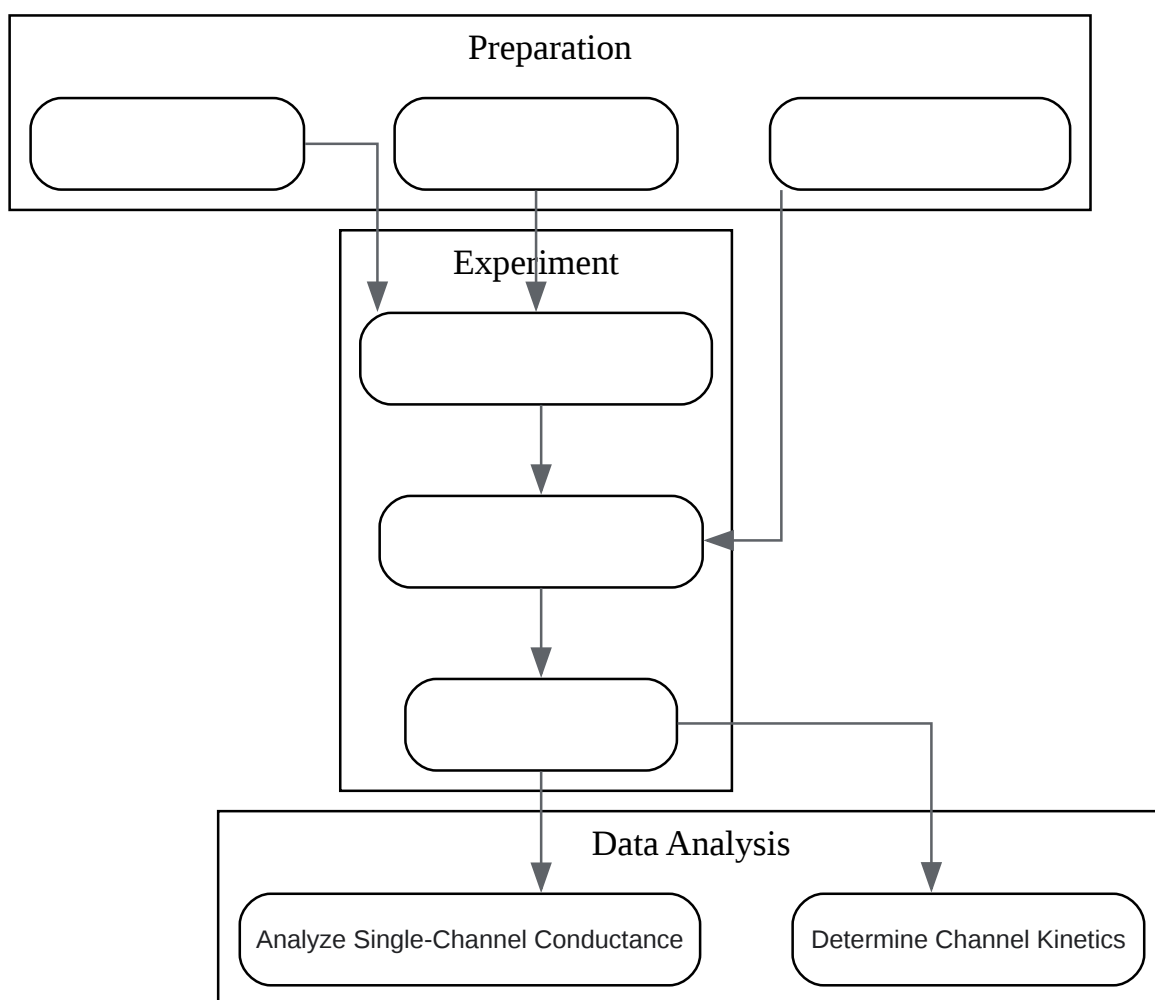 Preparation
Experiment
Data Analysis
Analyze Single-Channel Conductance
Determine Channel Kinetics